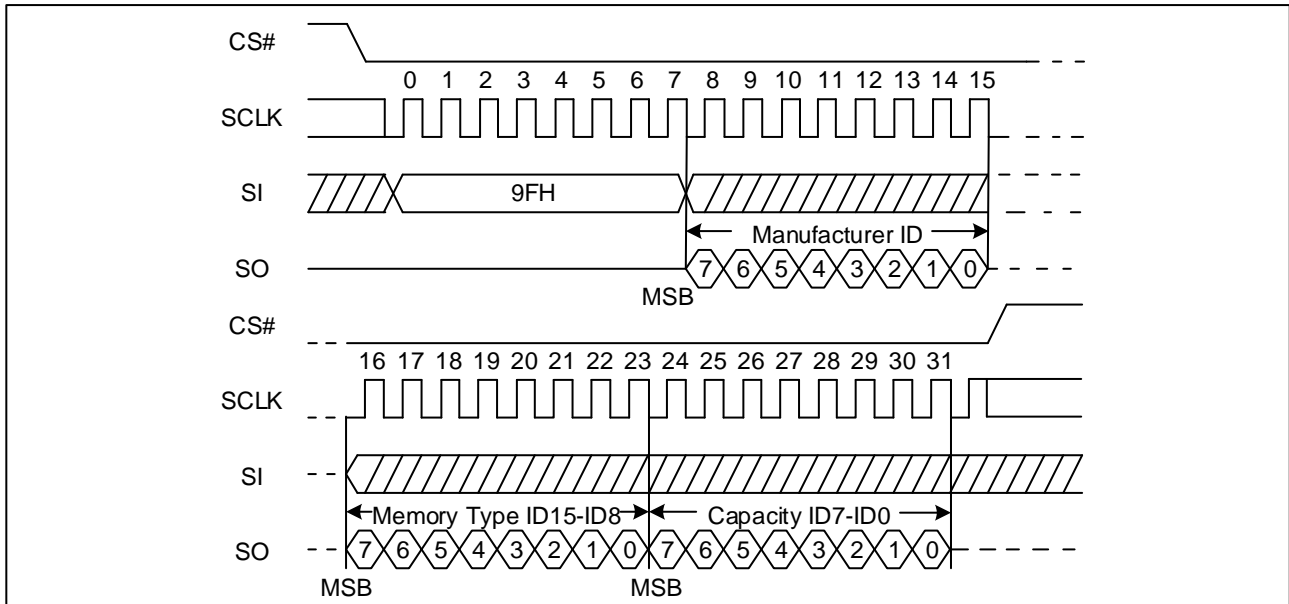 CS#
0 1 2 3 4 5 6 7 8 9 10 11 12 13 14 15
SCLK
SI
9FH
Manufacturer ID
SO
7 6 5 4 3 2 1 0
MSB
CS#
16 17 18 19 20 21 22 23 24 25 26 27 28 29 30 31
SCLK
SI
Memory Type ID15-ID8 Capacity ID7-ID0
SO
7 6 5 4 3 2 1 0 7 6 5 4 3 2 1 0
MSB MSB